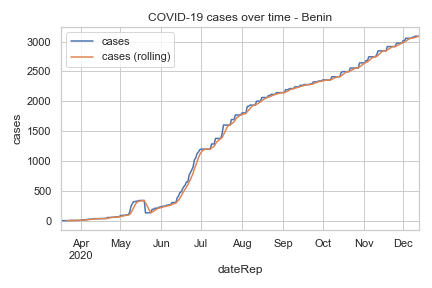 COVID-19 cases over time - Benin
cases
cases (rolling)
3000
2500
2000
1500
1000
500
0
cases
Apr May Jun Jul Aug Sep Oct Nov Dec
2020
dateRep